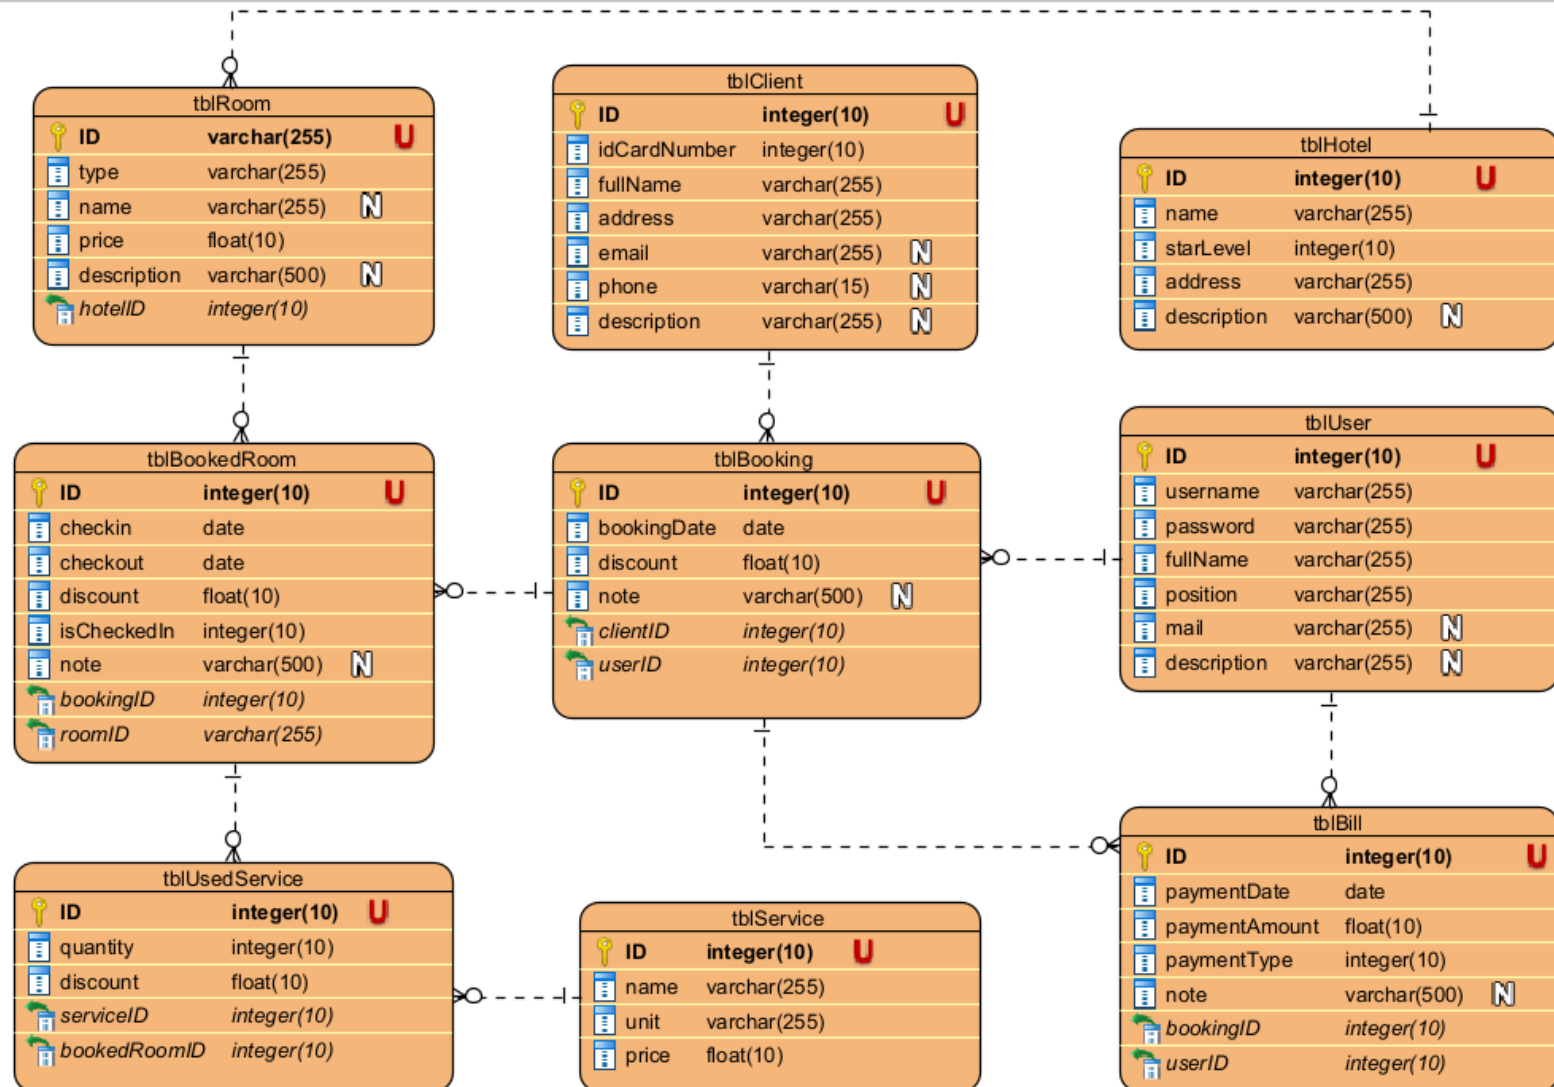 tblRoom
ID varchar(255) U
type varchar(255)
name varchar(255) N
price float(10)
description varchar(500) N
hotelID integer(10)
tblClient
ID integer(10) U
idCardNumber integer(10)
fullName varchar(255)
address varchar(255)
email varchar(255) N
phone varchar(15) N
description varchar(255) N
tblHotel
ID integer(10) U
name varchar(255)
starLevel integer(10)
address varchar(255)
description varchar(500) N
tblBookedRoom
ID integer(10) U
checkin date
checkout date
discount float(10)
isCheckedIn integer(10)
note varchar(500) N
bookingID integer(10)
roomID varchar(255)
tblBooking
ID integer(10) U
bookingDate date
discount float(10)
note varchar(500) N
clientID integer(10)
userID integer(10)
tblUser
ID integer(10) U
username varchar(255)
password varchar(255)
fullName varchar(255)
position varchar(255)
mail varchar(255) N
description varchar(255) N
tblUsedService
ID integer(10) U
quantity integer(10)
discount float(10)
serviceID integer(10)
bookedRoomID integer(10)
tblService
ID integer(10) U
name varchar(255)
unit varchar(255)
price float(10)
tblBill
ID integer(10) U
paymentDate date
paymentAmount float(10)
paymentType integer(10)
note varchar(500) N
bookingID integer(10)
userID integer(10)